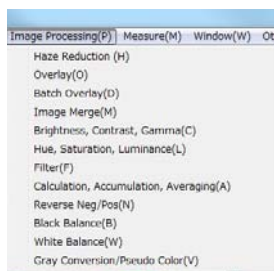 Image Processing(P) Measure(M) Window(W) Ot
Haze Reduction (H)
Overlay(O)
Batch Overlay(D)
Image Merge(M)
Brightness, Contrast, Gamma(C)
Hue, Saturation, Luminance(L)
Filter(F)
Calculation, Accumulation, Averaging(A)
Reverse Neg/Pos(N)
Black Balance(B)
White Balance(W)
Gray Conversion/Pseudo Color(V)